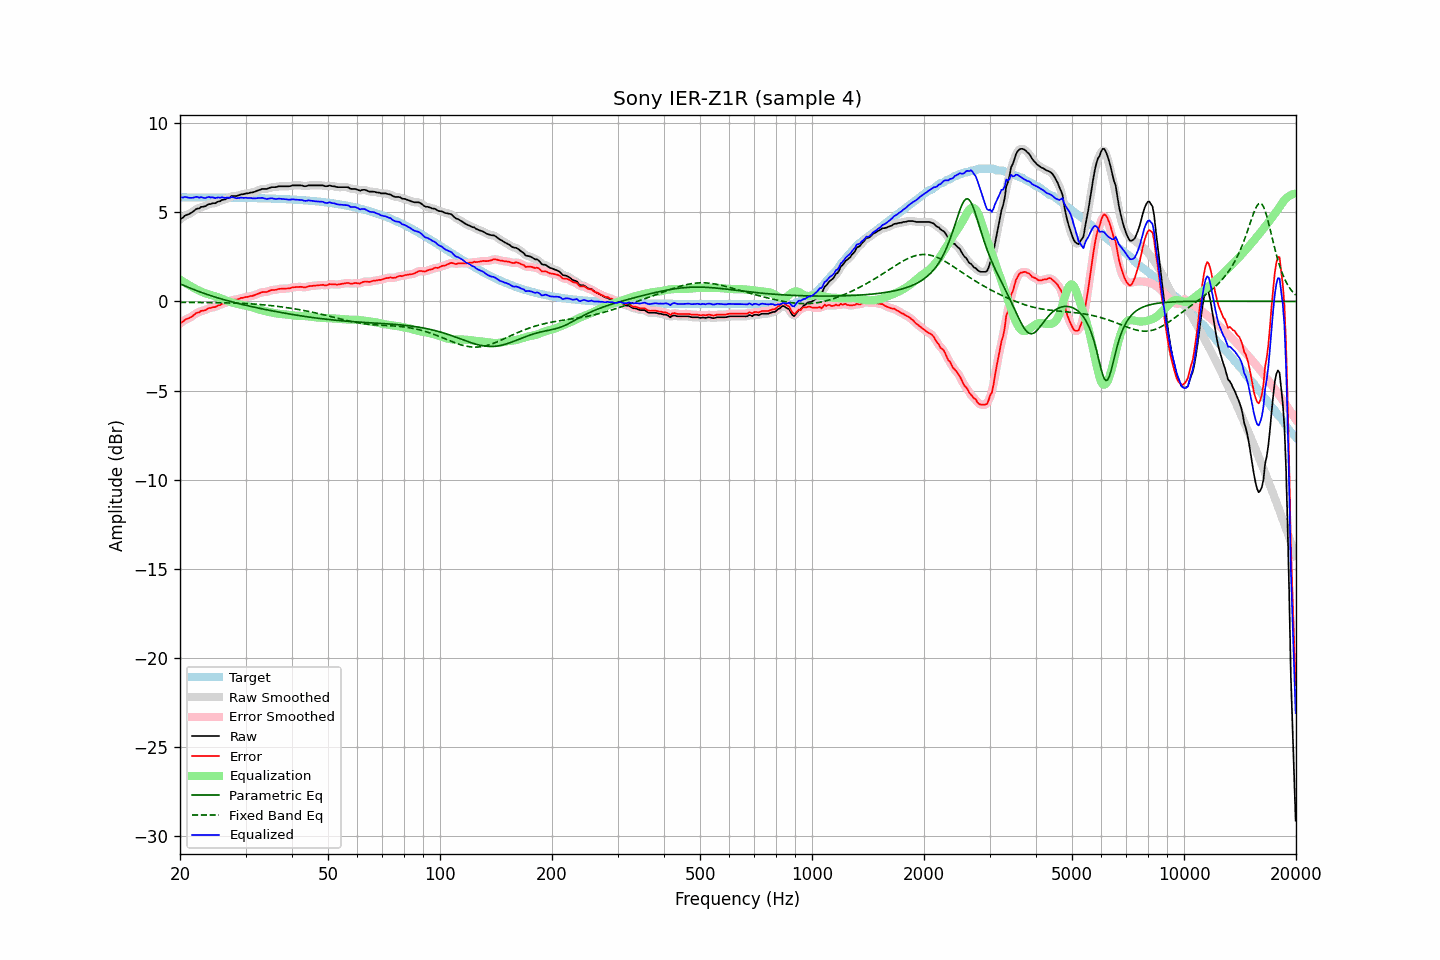 Sony IER-Z1R (sample 4)
10
5
0
−5
−10
−15
−20
−25
−30
Amplitude (dBr)
Target
Raw Smoothed
Error Smoothed
Raw
Error
Equalization
Parametric Eq
Fixed Band Eq
Equalized
20 50 100 200 500 1000 2000 5000 10000 20000
Frequency (Hz)